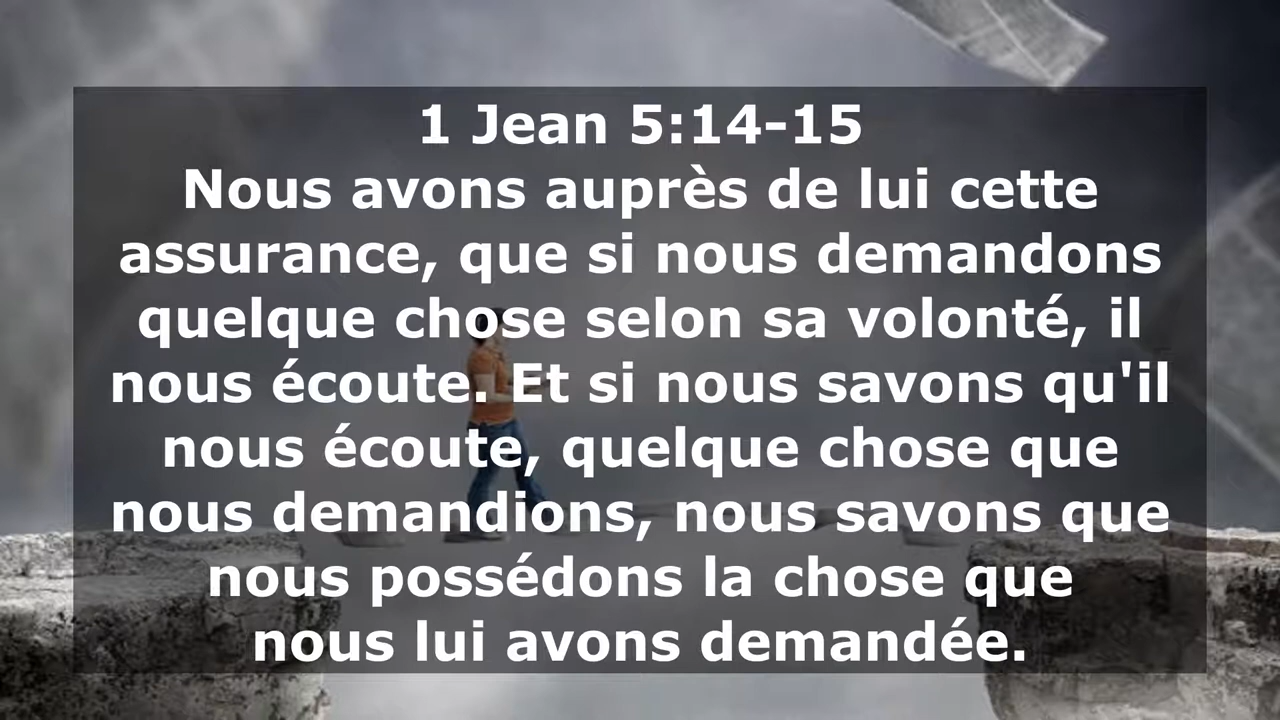 1 Jean 5:14-15
Nous avons auprès de lui cette
assurance, que si nous demandons
quelque chose selon sa volonté, il
nous écoute. Et si nous savons qu'il
nous écoute, quelque chose que
nous demandions, nous savons que
nous possédons la chose que
nous lui avons demandée.